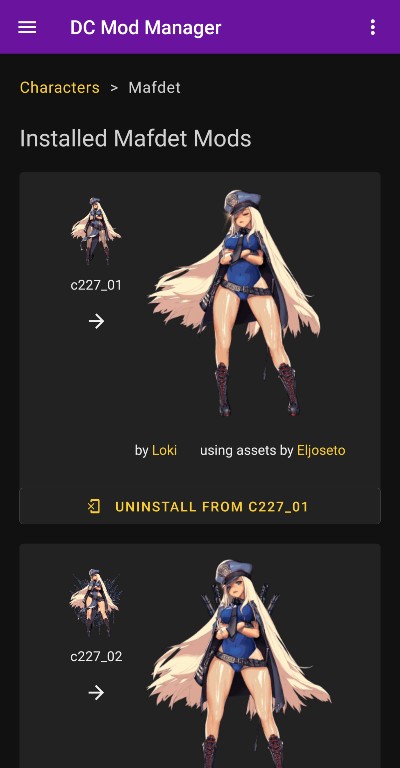 DC Mod Manager
Characters > Mafdet
Installed Mafdet Mods
c227_01
by Loki using assets by Eljoseto
UNINSTALL FROM C227_01
c227_02